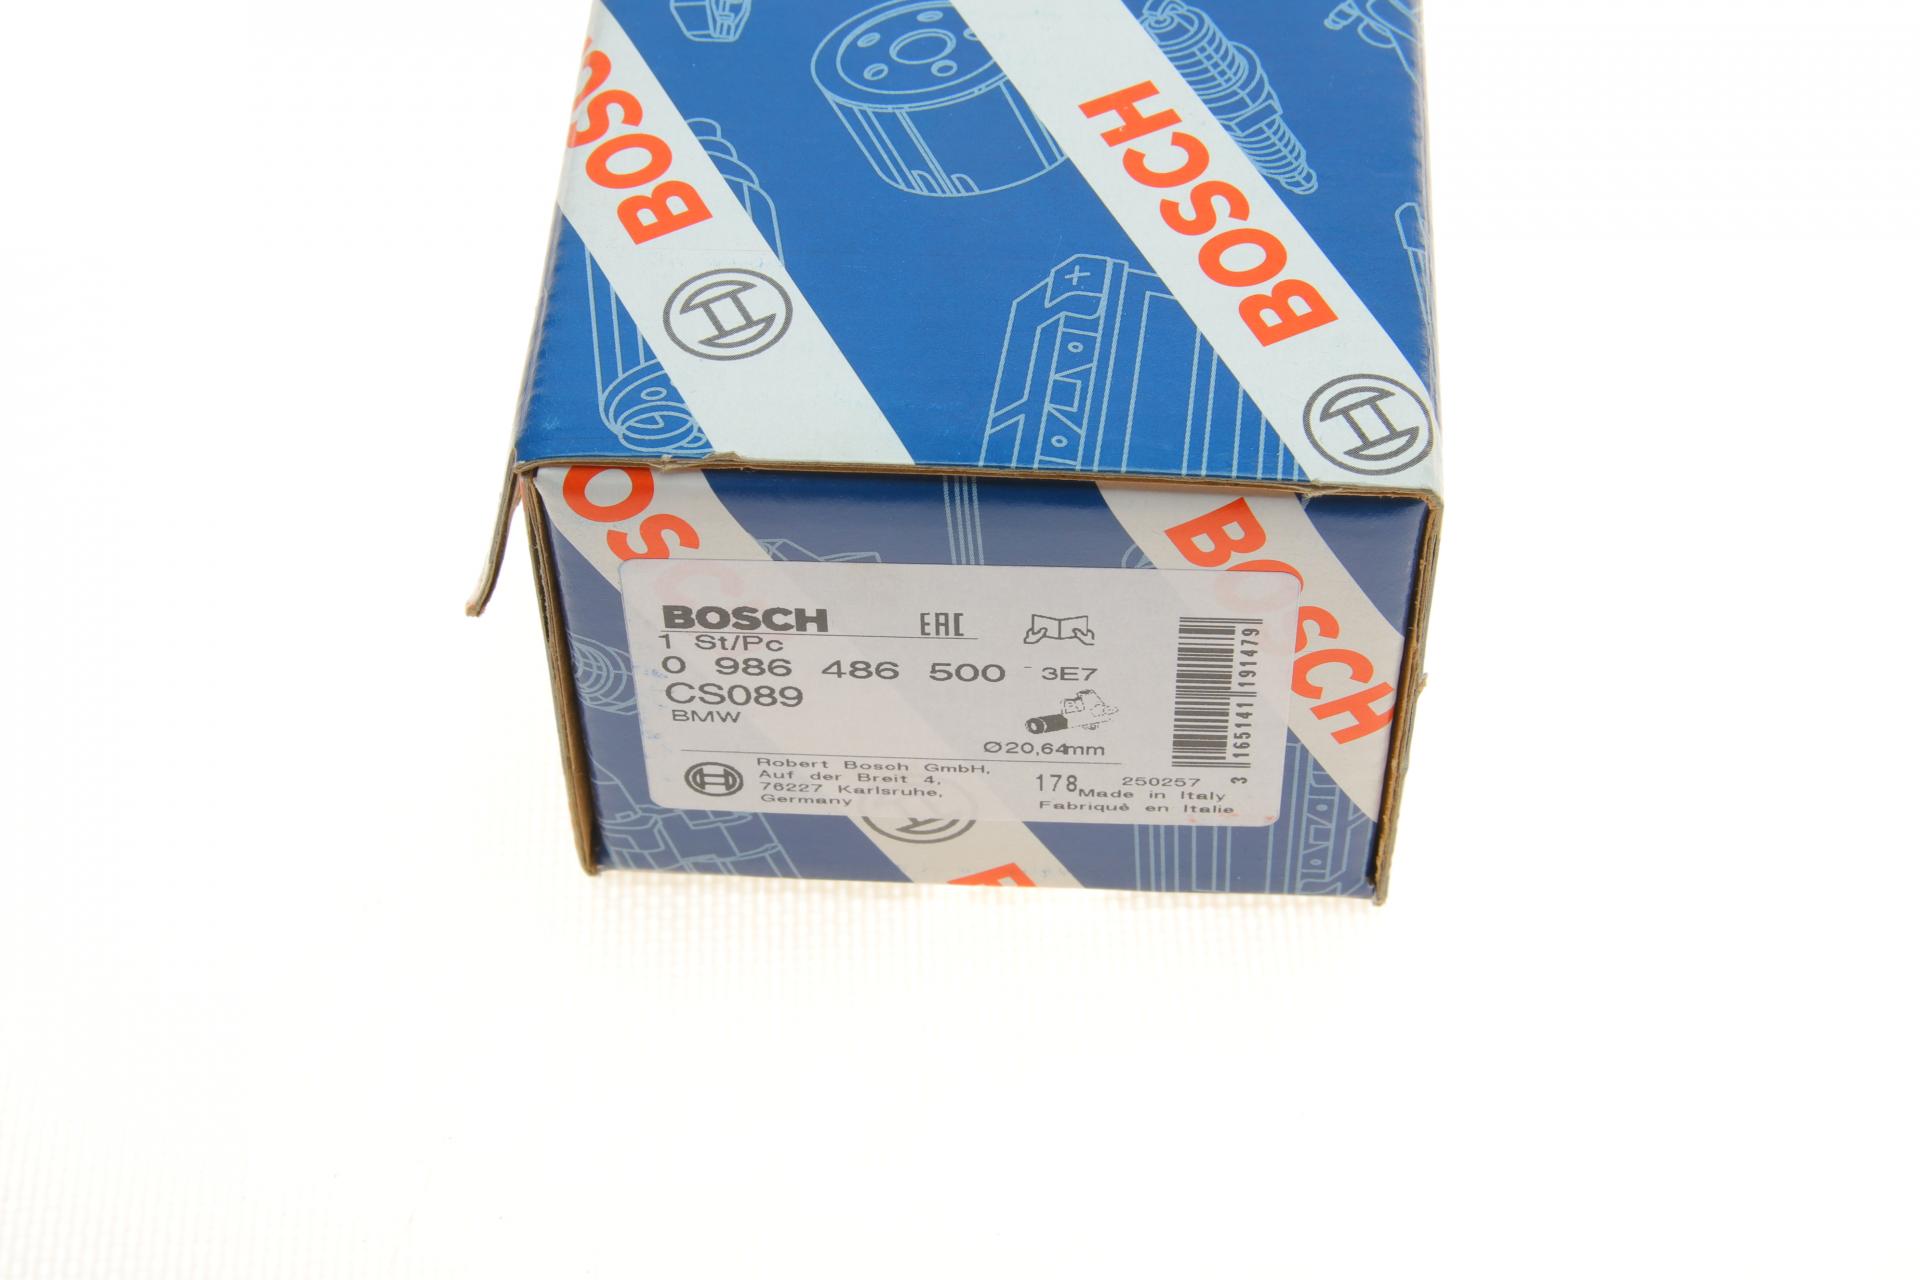 BOSCH
BOSCH
BOSCH
BOSCH EAC
1 St/Pc
0 986 486 500 3E7
CS089
BMW
Ø20,64mm
Robert Bosch GmbH,
Auf der Breit 4,
76227 Karlsruhe,
Germany
178 250257
Made in Italy
Fabriqué en Italie
3 165141 191479